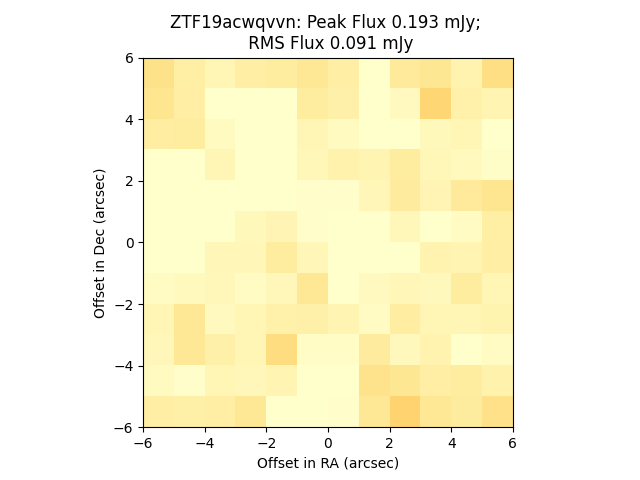 ZTF19acwqvvn: Peak Flux 0.193 mJy;
RMS Flux 0.091 mJy
6
4
2
0
−2
−4
−6
Offset in Dec (arcsec)
−6 −4 −2 0 2 4 6
Offset in RA (arcsec)